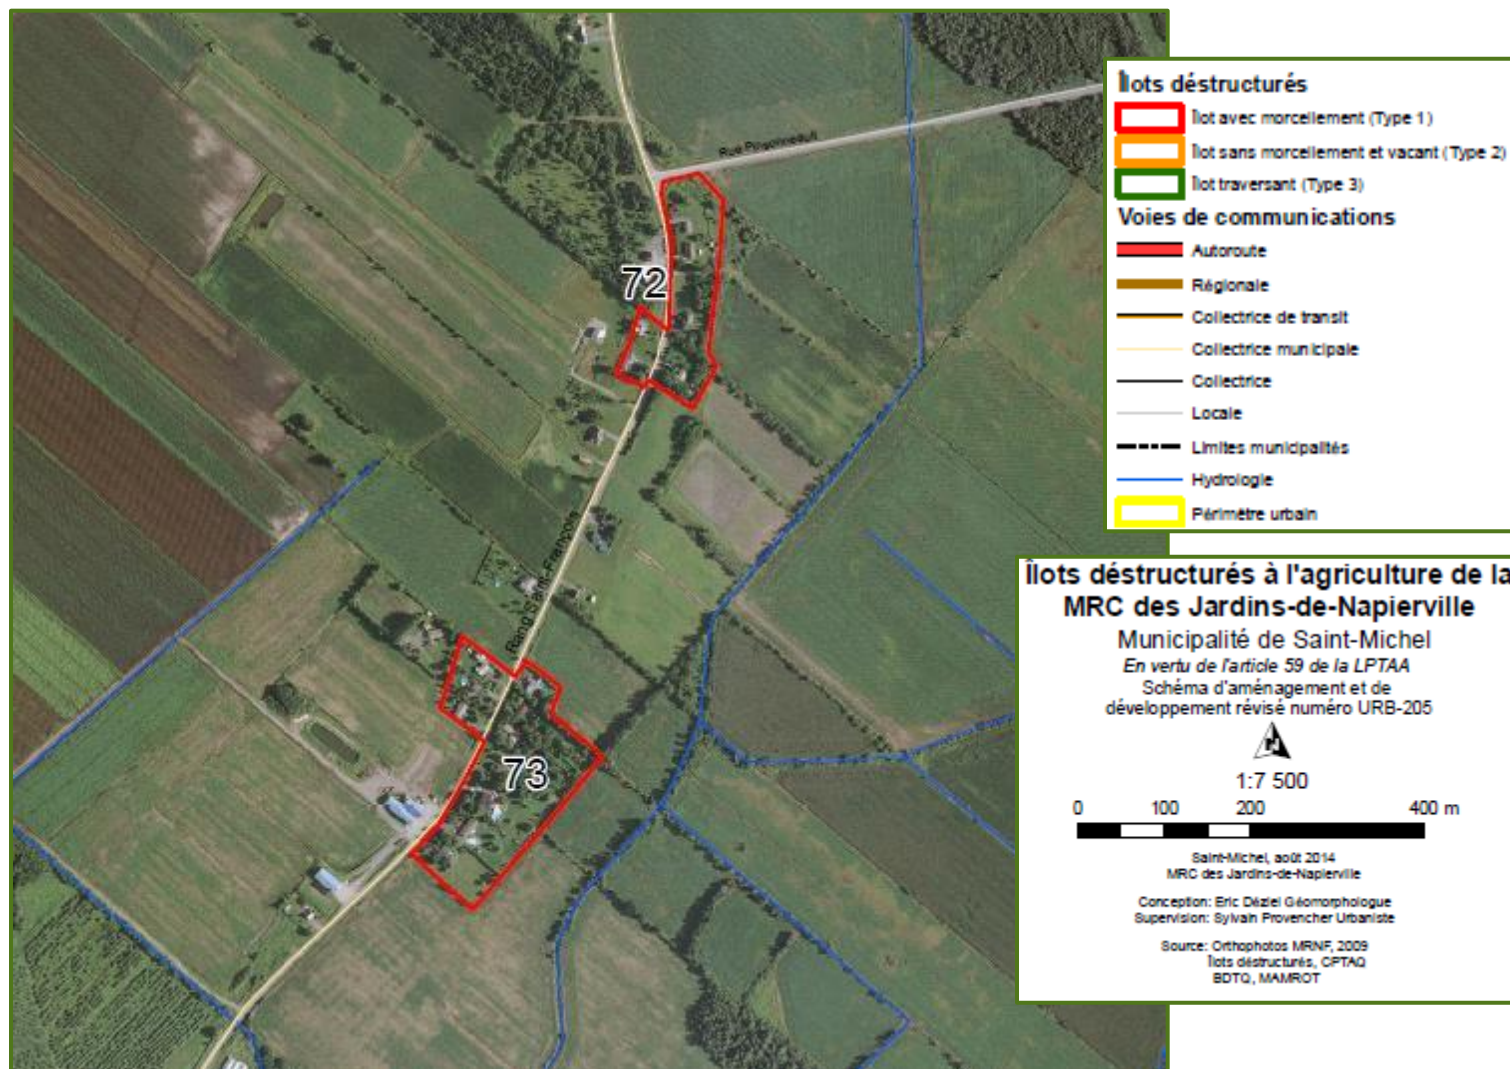 Rue Pigeonneault
72
Rang Saint-François
73
Îlots déstructurés
Îlot avec morcellement (Type 1)
Îlot sans morcellement et vacant (Type 2)
Îlot traversant (Type 3)
Voies de communications
Autoroute
Régionale
Collectrice de transit
Collectrice municipale
Collectrice
Locale
Limites municipalités
Hydrologie
Périmètre urbain
Îlots déstructurés à l'agriculture de la
MRC des Jardins-de-Napierville
Municipalité de Saint-Michel
En vertu de l'article 59 de la LPTAA
Schéma d'aménagement et de
développement révisé numéro URB-205
N
1:7 500
0 100 200 400 m
Saint-Michel, août 2014
MRC des Jardins-de-Napierville
Conception: Eric Déziel Géomorphologue
Supervision: Sylvain Provencher Urbaniste
Source: Orthophotos MRNF, 2009
Îlots déstructurés, CPTAQ
BDTQ, MAMROT